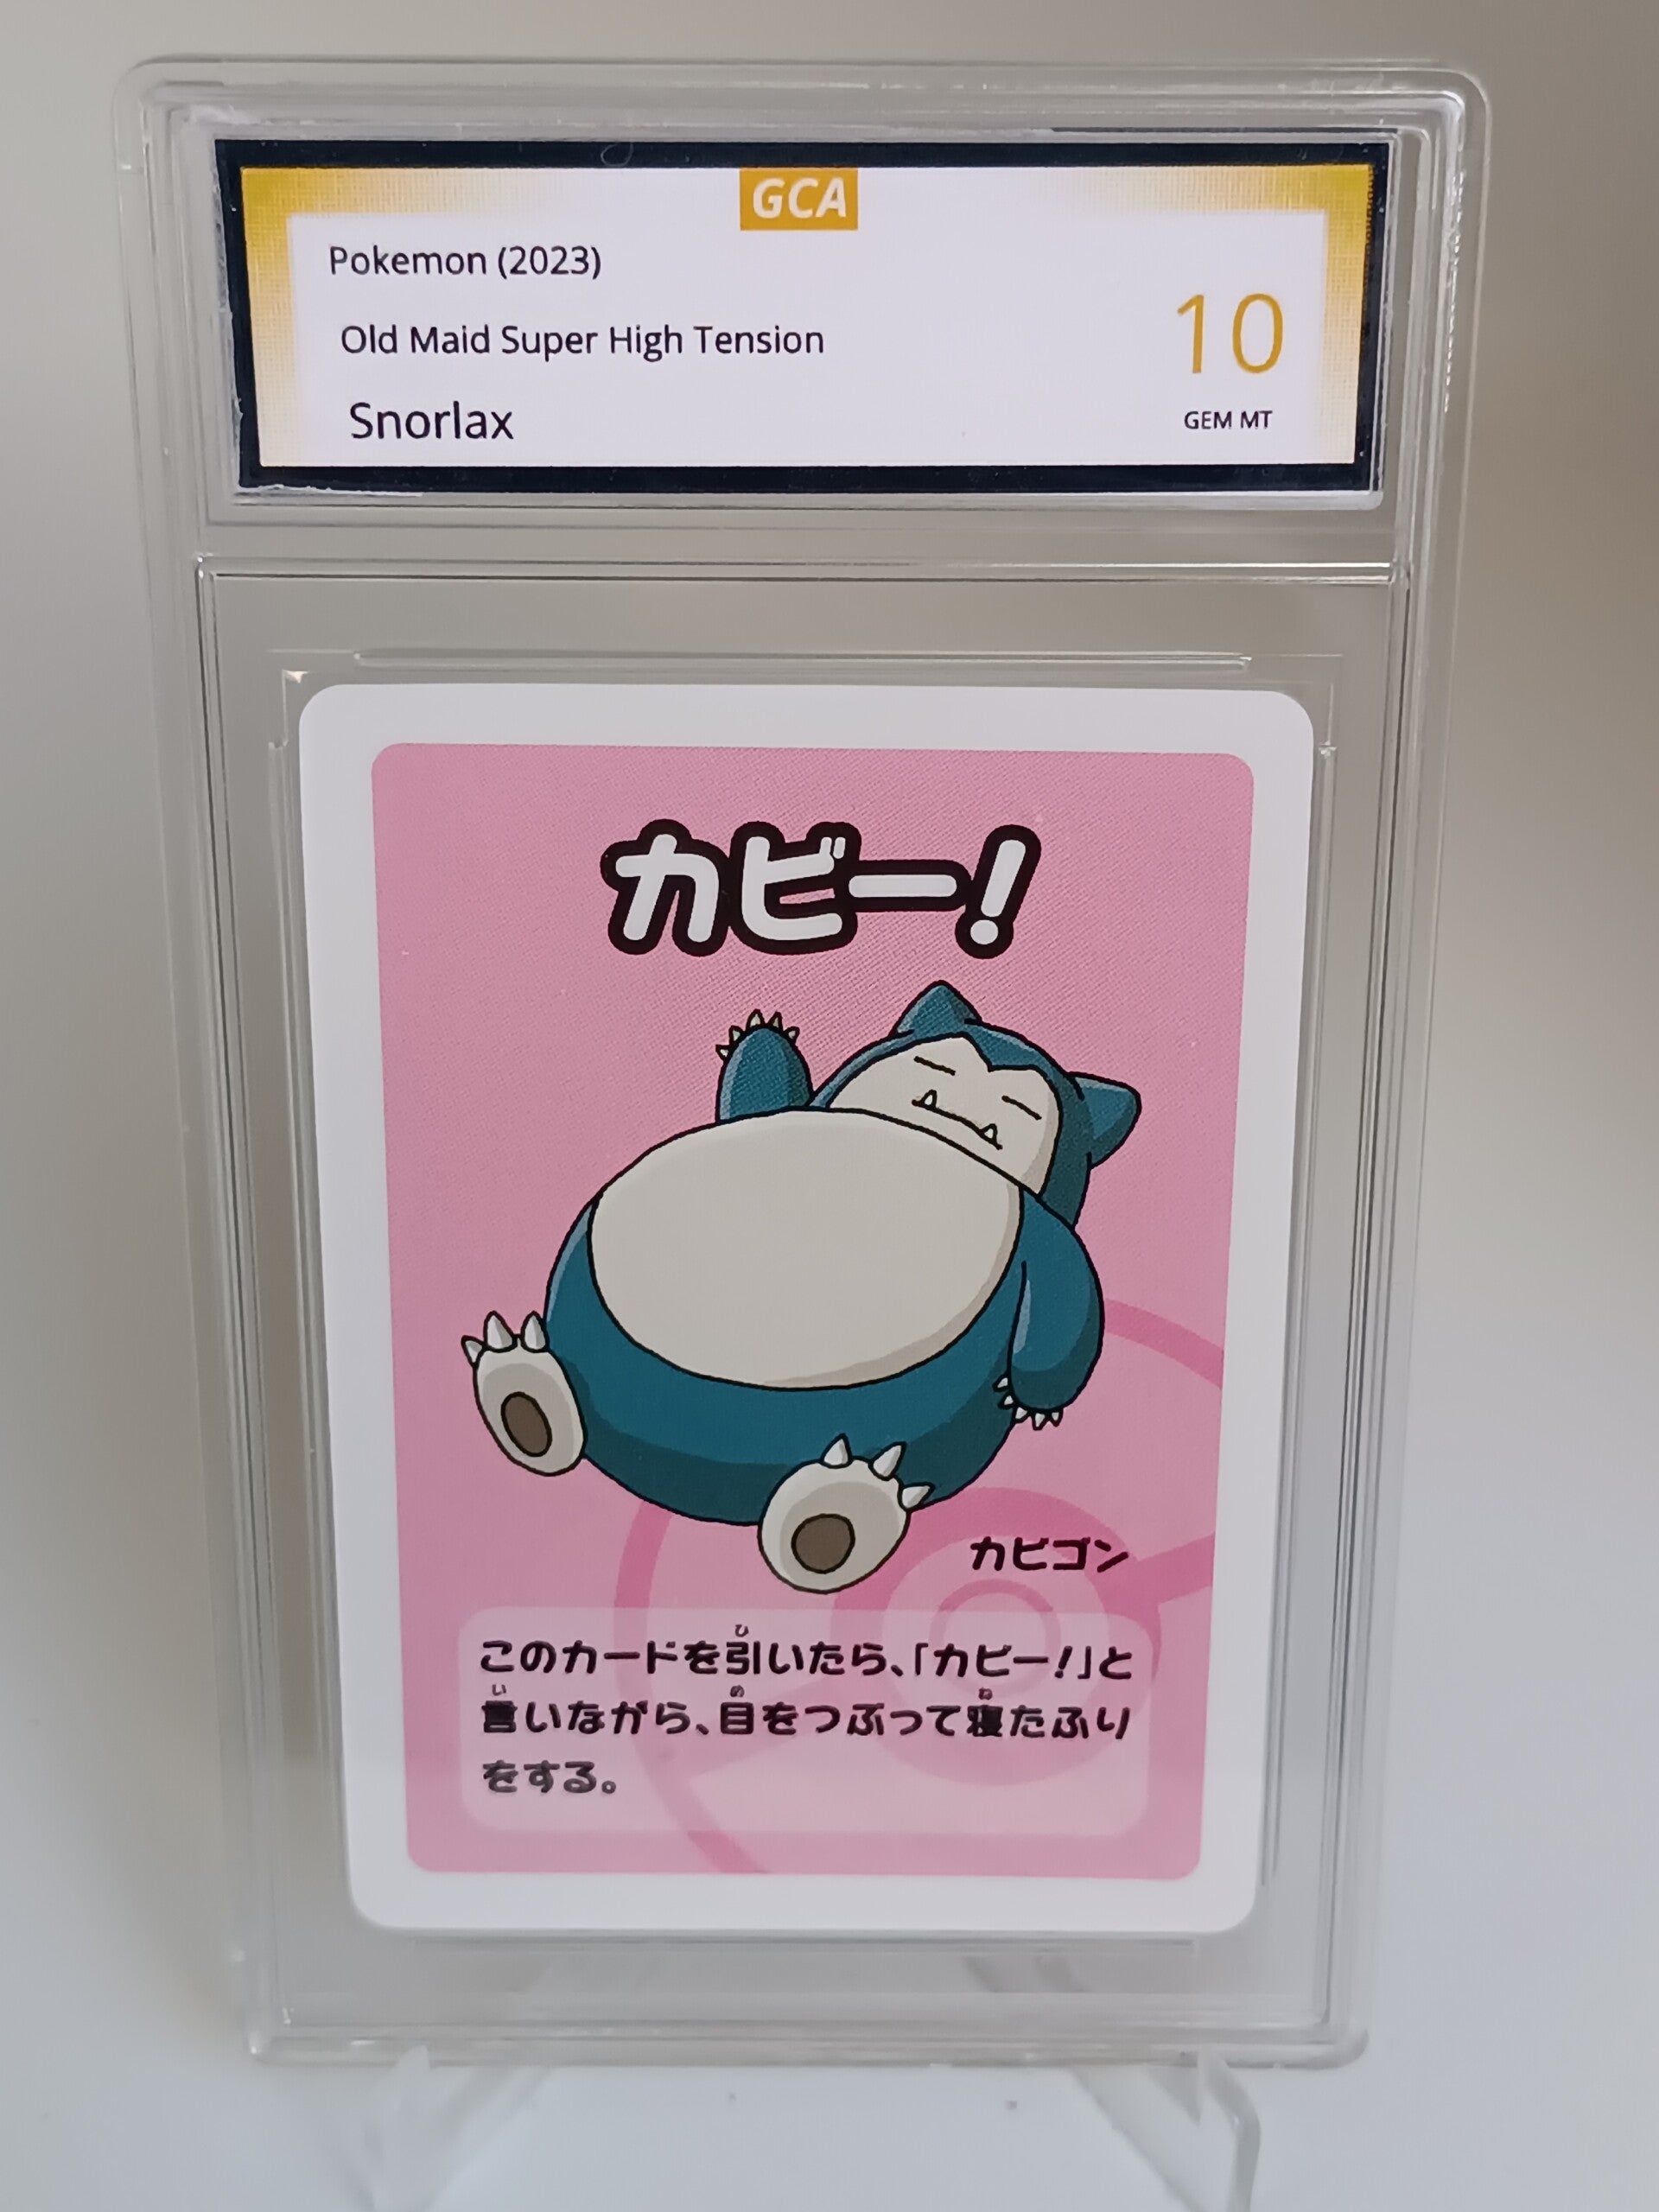 GCA
Pokemon (2023)
Old Maid Super High Tension
Snorlax
10
GEM MT
カビー!
カビゴン
このカードを引いたら、「カビー!」と
言いながら、目をつぶって寝たふり
をする。